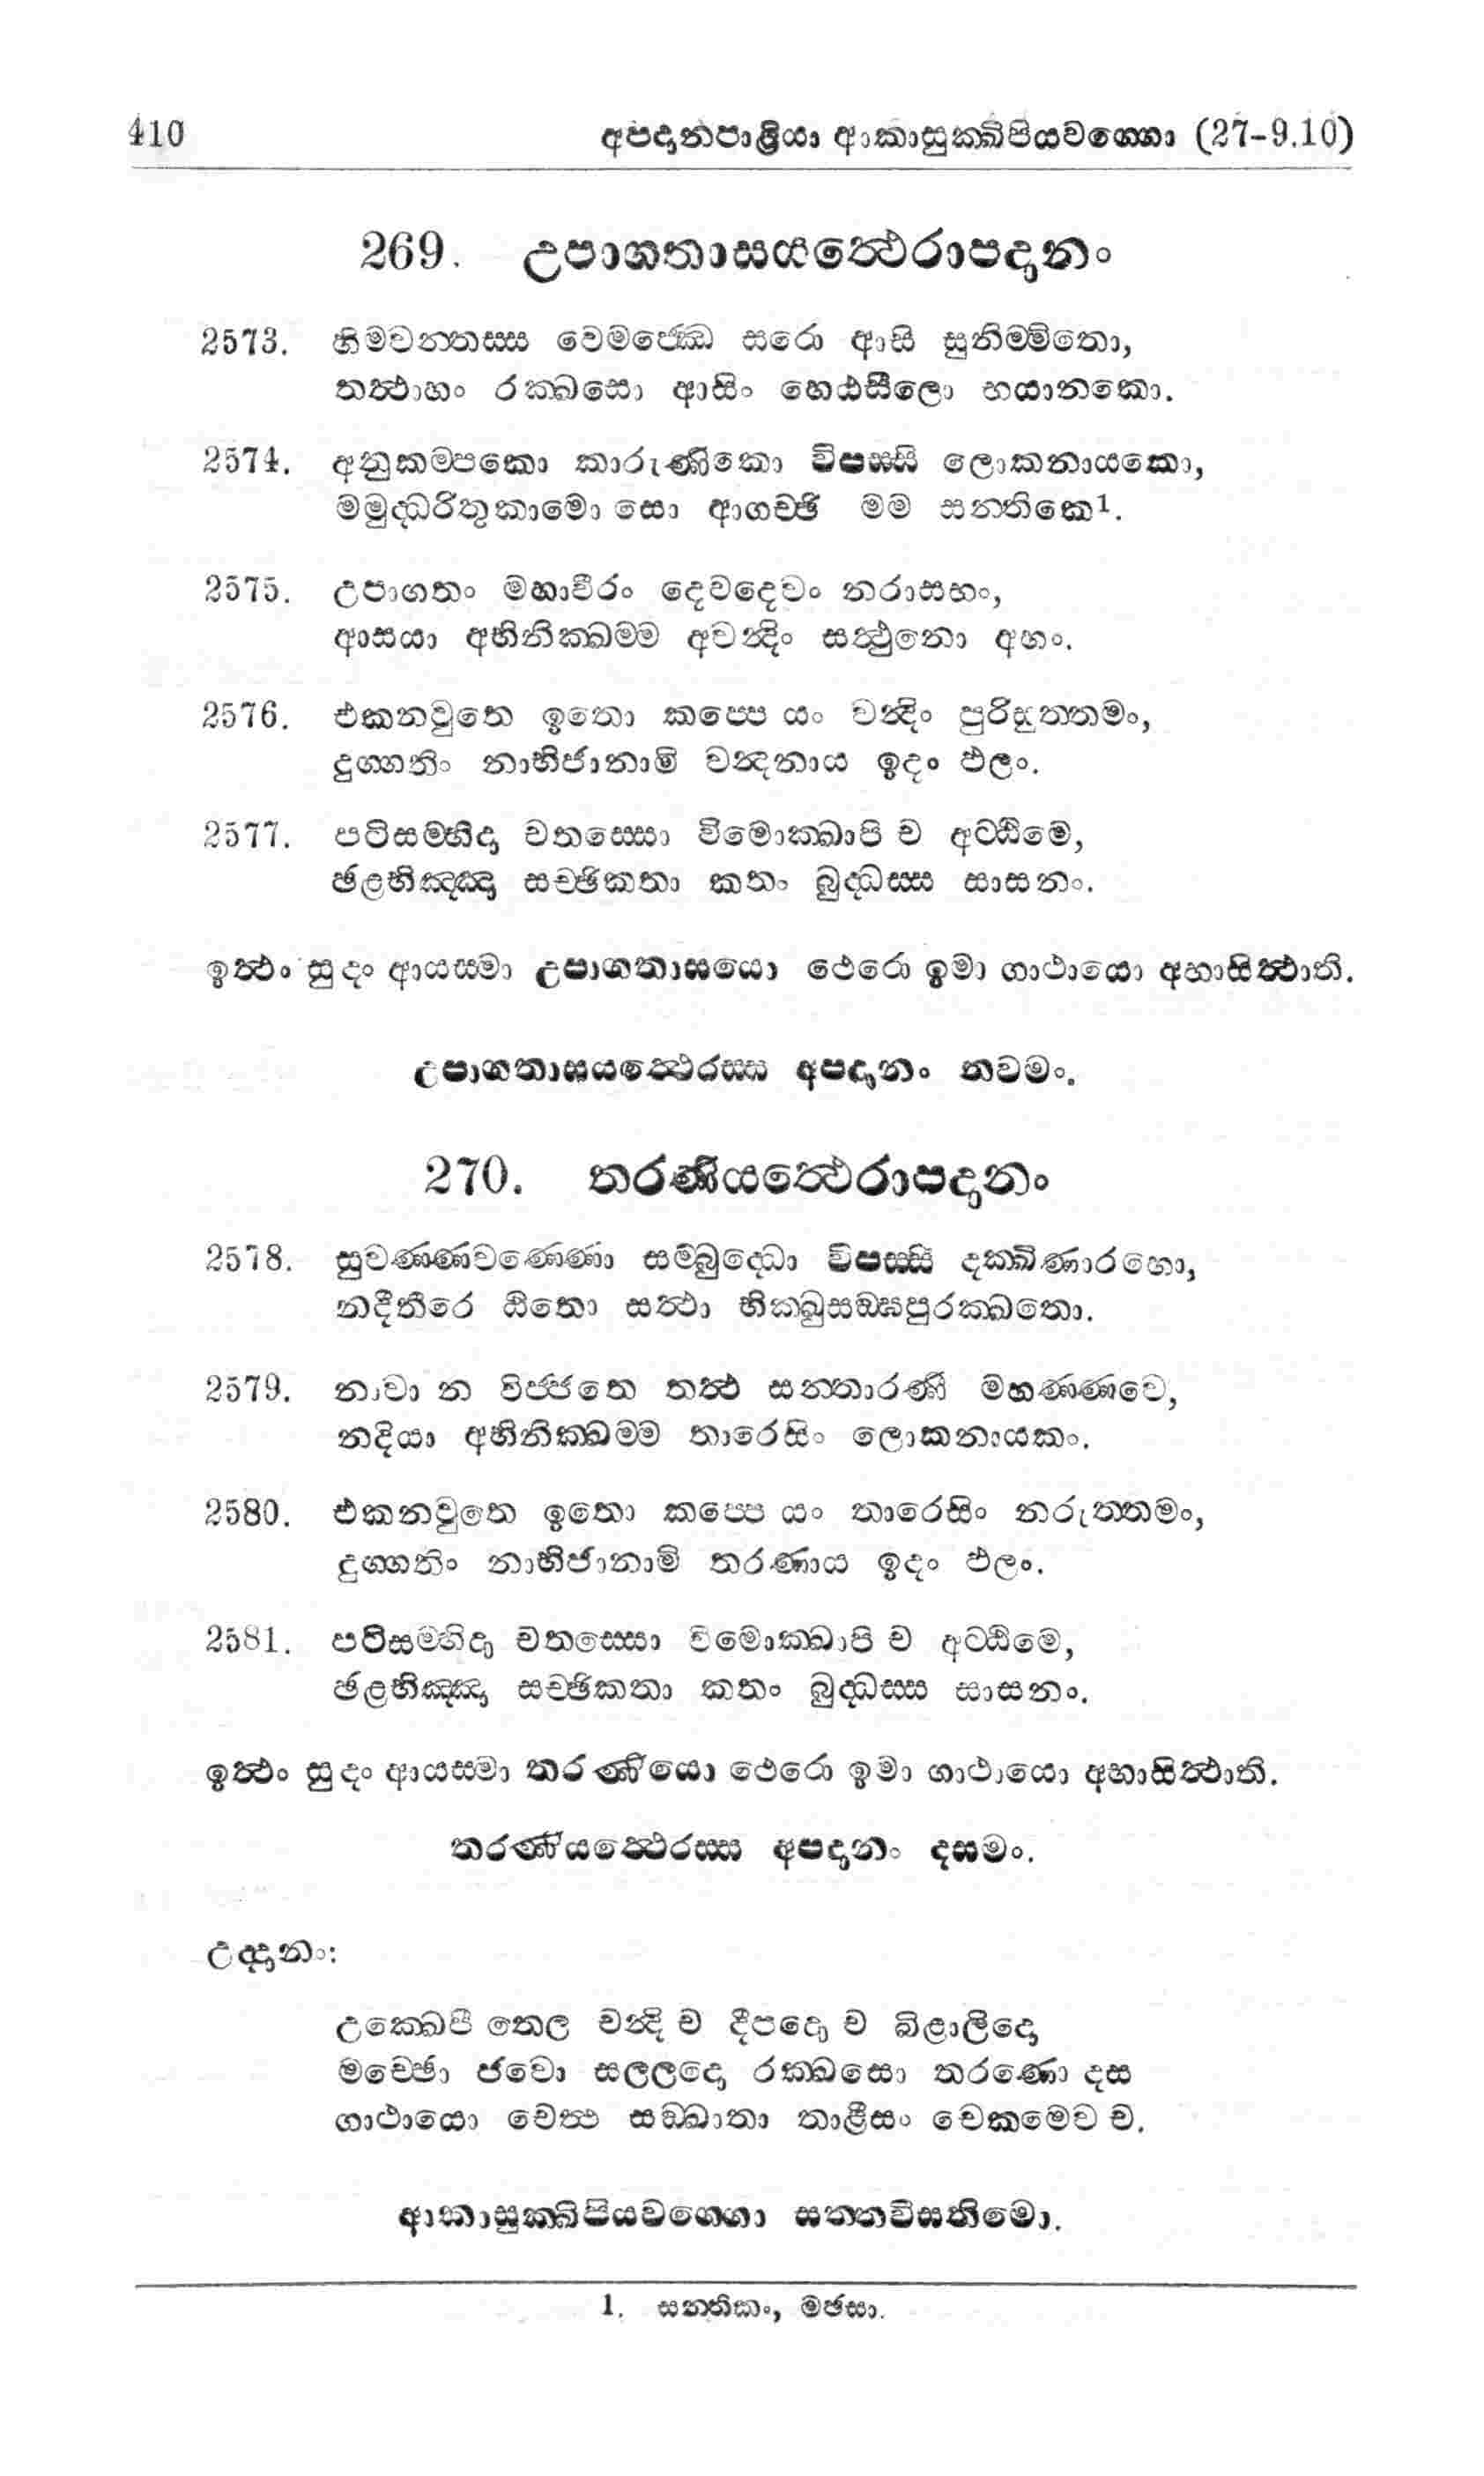 410 අපදානපාළියා ආකාසුක්ඛිපියවග්ගො (27-9.10)
269. උපාගතාසයත්ථෙරාපදානං
2573. හිමවන්තස්ස වෙමජ්ඣෙ සරො ආසි සුනිම්මිතො,
තත්ථාහං රක්ඛසො ආසිං හෙඨසීලො භයානකො.
2574. අනුකම්පකො කාරුණිකො විපස්සි ලොකනායකො,
මමුද්ධරිතුකාමො සො ආගච්ඡි මම සන්තිකෙ1.
2575. උපාගතං මහාවීරං දෙවදෙවං නරාසභං,
ආසයා අභිනික්ඛම්ම අවන්දිං සත්ථුනො අහං.
2576. එකනවුතෙ ඉතො කප්පෙ යං වන්දිං පුරිසුත්තමං,
දුග්ගතිං නාභිජානාමි වන්දනාය ඉදං ඵලං.
2577. පටිසම්භිදා චතස්සො විමොක්ඛාපි ච අට්ඨිමෙ,
ඡළභිඤ්ඤා සච්ඡිකතා කතං බුද්ධස්ස සාසනං.
ඉත්ථං සුදං ආයස්මා උපාගතාසයො ථෙරො ඉමා ගාථායො අභාසිත්ථාති.
උපාගතාසයත්ථෙරස්ස අපදානං නවමං.
270. තරණියත්ථෙරාපදානං
2578. සුවණ්ණවණ්ණො සම්බුද්ධො විපස්සි දක්ඛිණාරහො,
නදීතීරෙ ඨිතො සත්ථා භික්ඛුසඞ්ඝපුරක්ඛතො.
2579. නාවා න විජ්ජතෙ තත්ථ සන්තාරණී මහණ්ණවෙ,
නදියා අභිනික්ඛම්ම තාරෙසිං ලොකනායකං.
2580. එකනවුතෙ ඉතො කප්පෙ යං තාරෙසිං නරුත්තමං,
දුග්ගතිං නාභිජානාමි තරණාය ඉදං ඵලං.
2581. පටිසම්භිදා චතස්සො විමොක්ඛාපි ච අට්ඨිමෙ,
ඡළභිඤ්ඤා සච්ඡිකතා කතං බුද්ධස්ස සාසනං.
ඉත්ථං සුදං ආයස්මා තරණියො ථෙරො ඉමා ගාථායො අභාසිත්ථාති.
තරණියත්ථෙරස්ස අපදානං දසමං.
උද්දානං:
උක්ඛෙපී තෙල චන්දි ච දීපදො ච බිළාලිදො
මච්ඡො ජවො සලලදො රක්ඛසො තරණො දස
ගාථායො චෙත්ථ සඞ්ඛාතා තාළීසං චෙකමෙව ච.
ආකාසුක්ඛිපියවග්ගො සත්තවීසතිමො.
1. සන්තිකං, මඡසා.